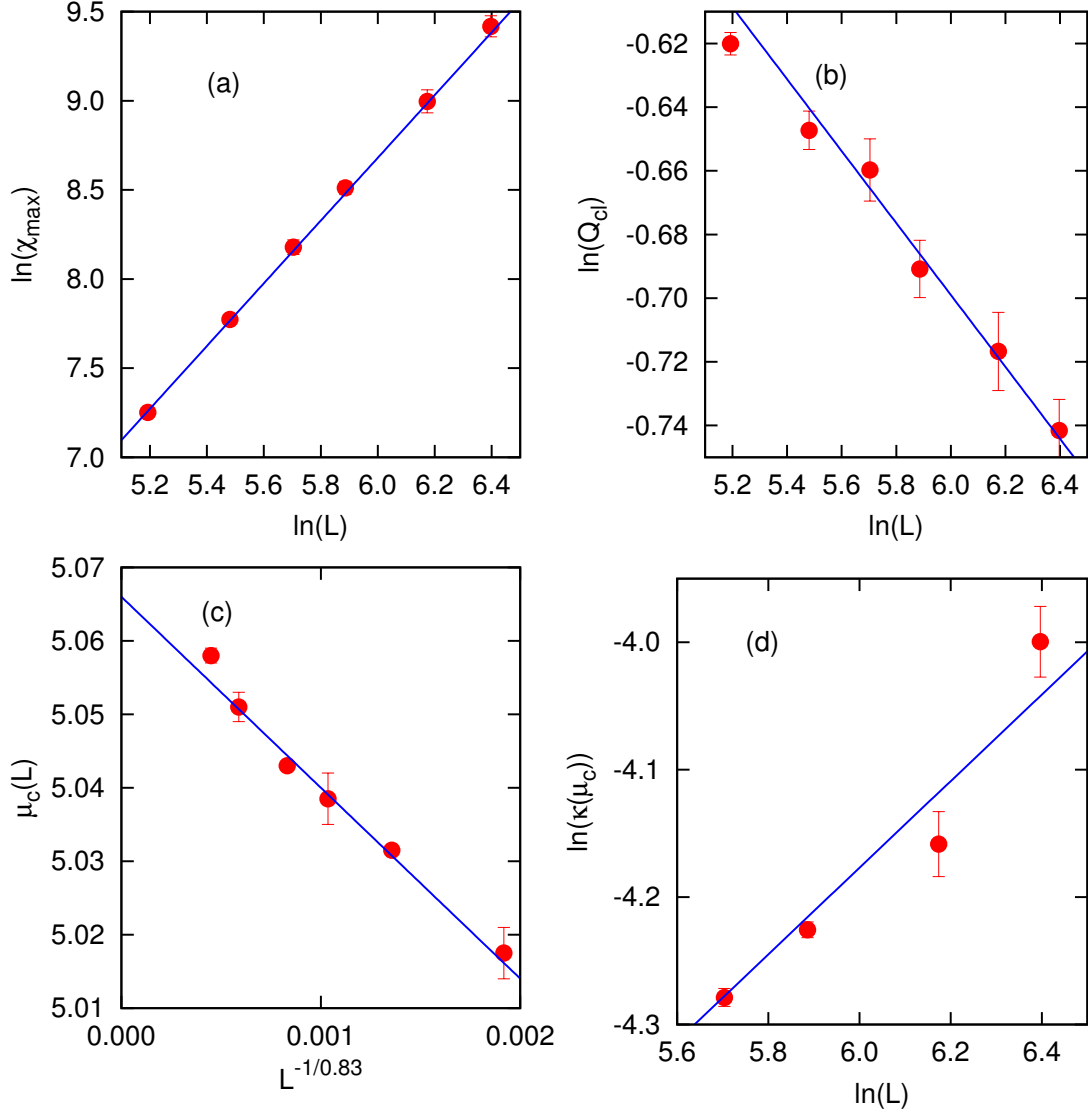 9.5
9.0
8.5
8.0
7.5
7.0
ln(χmax)
(a)
5.2 5.4 5.6 5.8 6.0 6.2 6.4
ln(L)
-0.62
-0.64
-0.66
-0.68
-0.70
-0.72
-0.74
ln(Qcl)
(b)
5.2 5.4 5.6 5.8 6.0 6.2 6.4
ln(L)
5.07
5.06
5.05
5.04
5.03
5.02
5.01
μc(L)
(c)
0.000 0.001 0.002
L-1/0.83
-4.0
-4.1
-4.2
-4.3
ln(κ(μc))
(d)
5.6 5.8 6.0 6.2 6.4
ln(L)